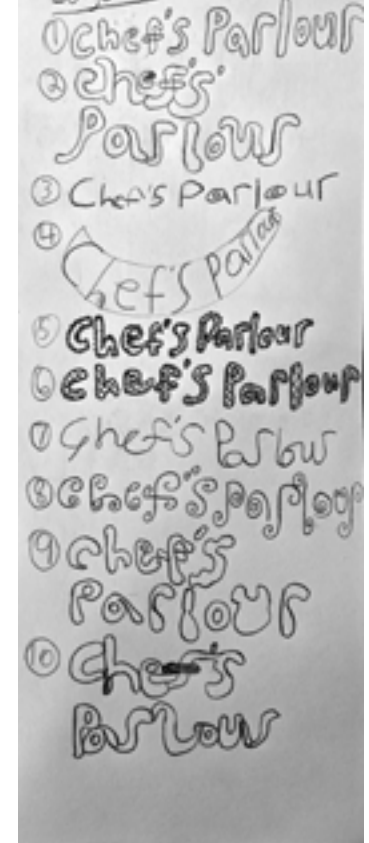 ① Chef's Parlour
② Chef's
Parlour
③ Chef's Parlour
④ Chef's Parlour
⑤ Chef's Parlour
⑥ Chef's Parlour
⑦ Chef's Parlour
⑧ Chef's Parlour
⑨ Chef's
Parlour
⑩ Chef's
Parlour